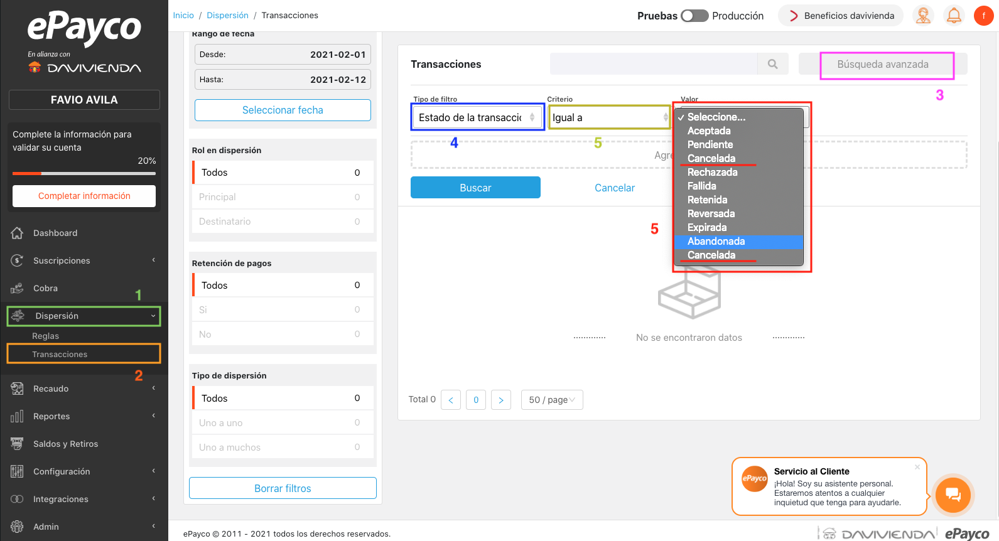 ePayco
En alianza con
DAVIVIENDA
FAVIO AVILA
Complete la información para
validar su cuenta
20%
Completar información
Dashboard
Suscripciones
Cobra
1
Dispersión
Reglas
Transacciones
2
Recaudo
Reportes
Saldos y Retiros
Configuración
Integraciones
Admin
Inicio / Dispersión / Transacciones
Pruebas Producción
Beneficios davivienda
f
Rango de fecha
Desde: 2021-02-01
Hasta: 2021-02-12
Seleccionar fecha
Rol en dispersión
Todos 0
Principal 0
Destinatario 0
Retención de pagos
Todos 0
Si 0
No 0
Tipo de dispersión
Todos 0
Uno a uno 0
Uno a muchos 0
Borrar filtros
Transacciones
Búsqueda avanzada
3
Tipo de filtro Criterio Valor
Estado de la transacci Igual a
4 5
✓ Seleccione...
Aceptada
Pendiente
Cancelada
Rechazada
Fallida
Retenida
Reversada
Expirada
Abandonada
Cancelada
5
Agre
Buscar Cancelar
No se encontraron datos
Total 0 < 0 > 50 / page
ePayco
Servicio al Cliente ×
¡Hola! Soy su asistente personal.
Estaremos atentos a cualquier
inquietud que tenga para ayudarle.
ePayco © 2011 - 2021 todos los derechos reservados.
DAVIVIENDA ePayco